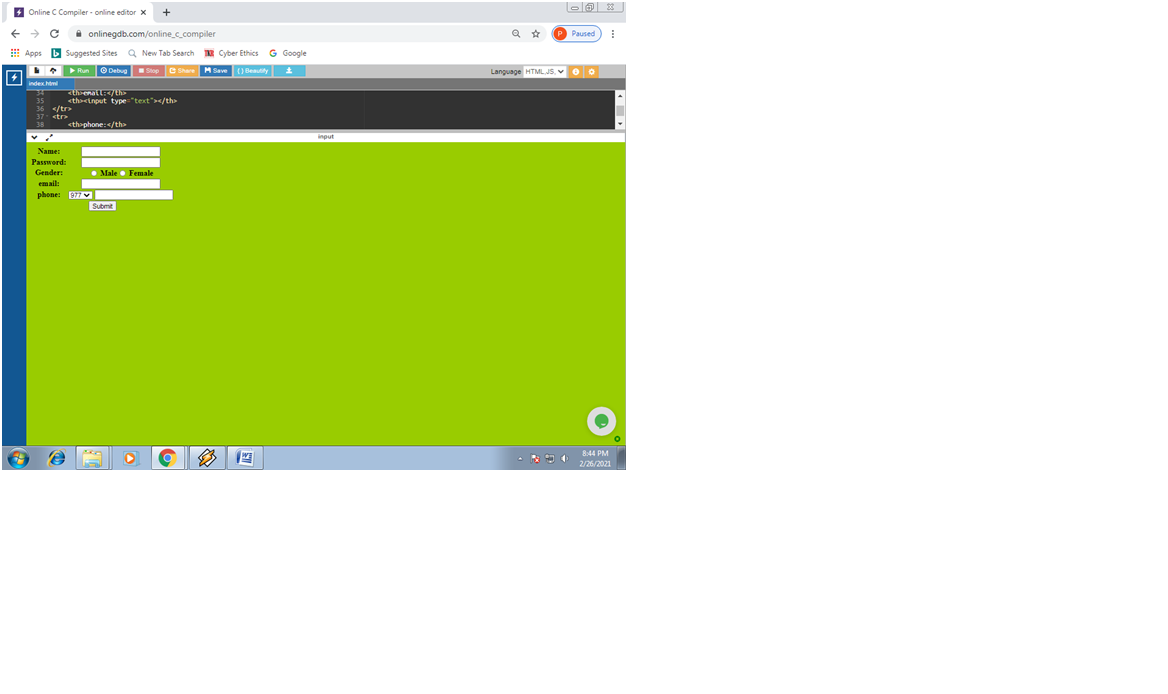 Online C Compiler - online editor
onlinegdb.com/online_c_compiler
P Paused
Apps Suggested Sites New Tab Search Cyber Ethics Google
Run Debug Stop Share Save { } Beautify Language HTML,JS,
index.html
34 <th>email:</th>
35 <th><input type="text"></th>
36 </tr>
37 <tr>
38 <th>phone:</th>
input
Name:
Password:
Gender: Male Female
email:
phone: 977
Submit
8:44 PM
2/26/2021